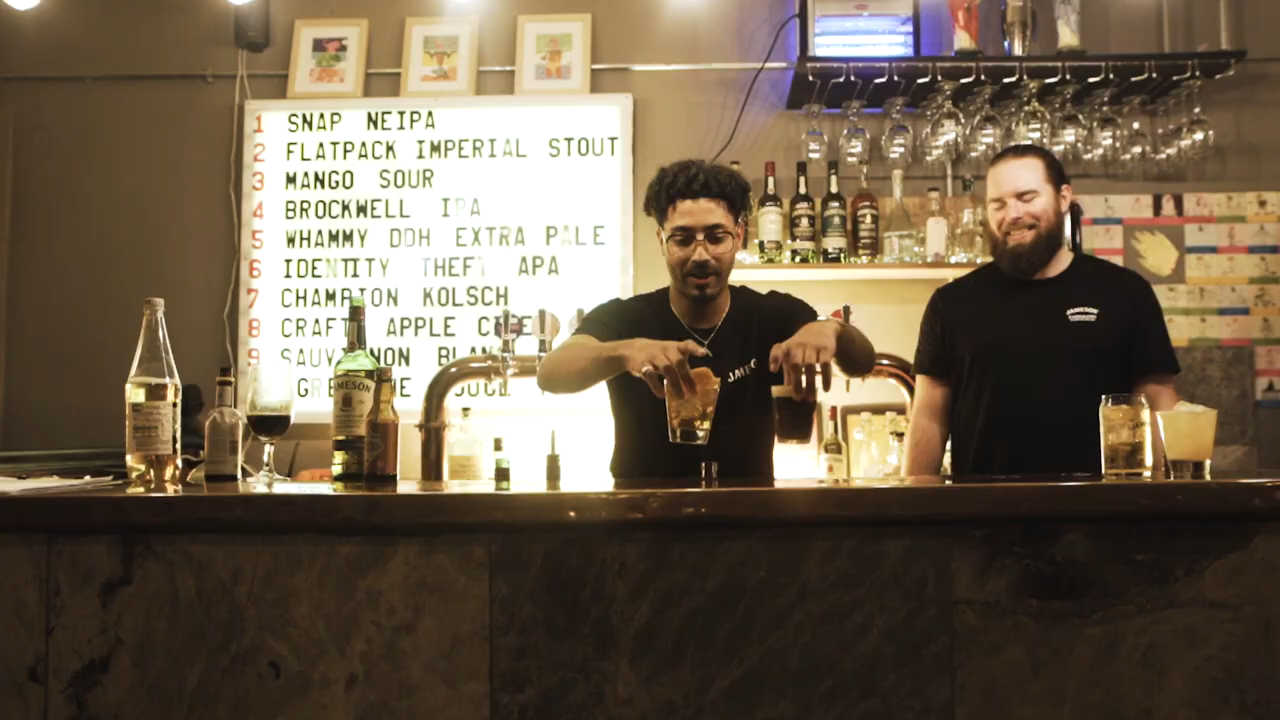 1 SNAP NEIPA
2 FLATPACK IMPERIAL STOUT
3 MANGO SOUR
4 BROCKWELL IPA
5 WHAMMY DDH EXTRA PALE
6 IDENTITY THEFT APA
7 CHAMPION KOLSCH
8 CRAFT APPLE
9
JAMESON
JAMESON